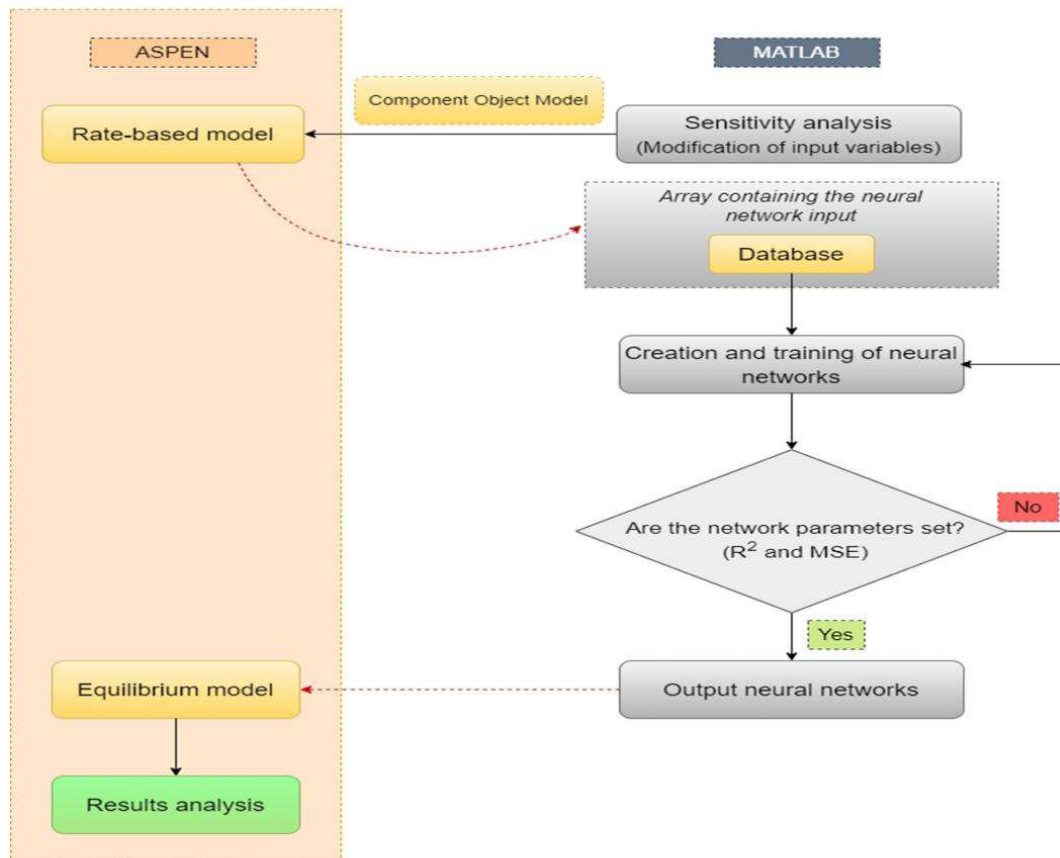 ASPEN
MATLAB
Component Object Model
Rate-based model
Sensitivity analysis
(Modification of input variables)
Array containing the neural
network input
Database
Creation and training of neural
networks
Are the network parameters set?
(R² and MSE)
No
Yes
Equilibrium model
Output neural networks
Results analysis